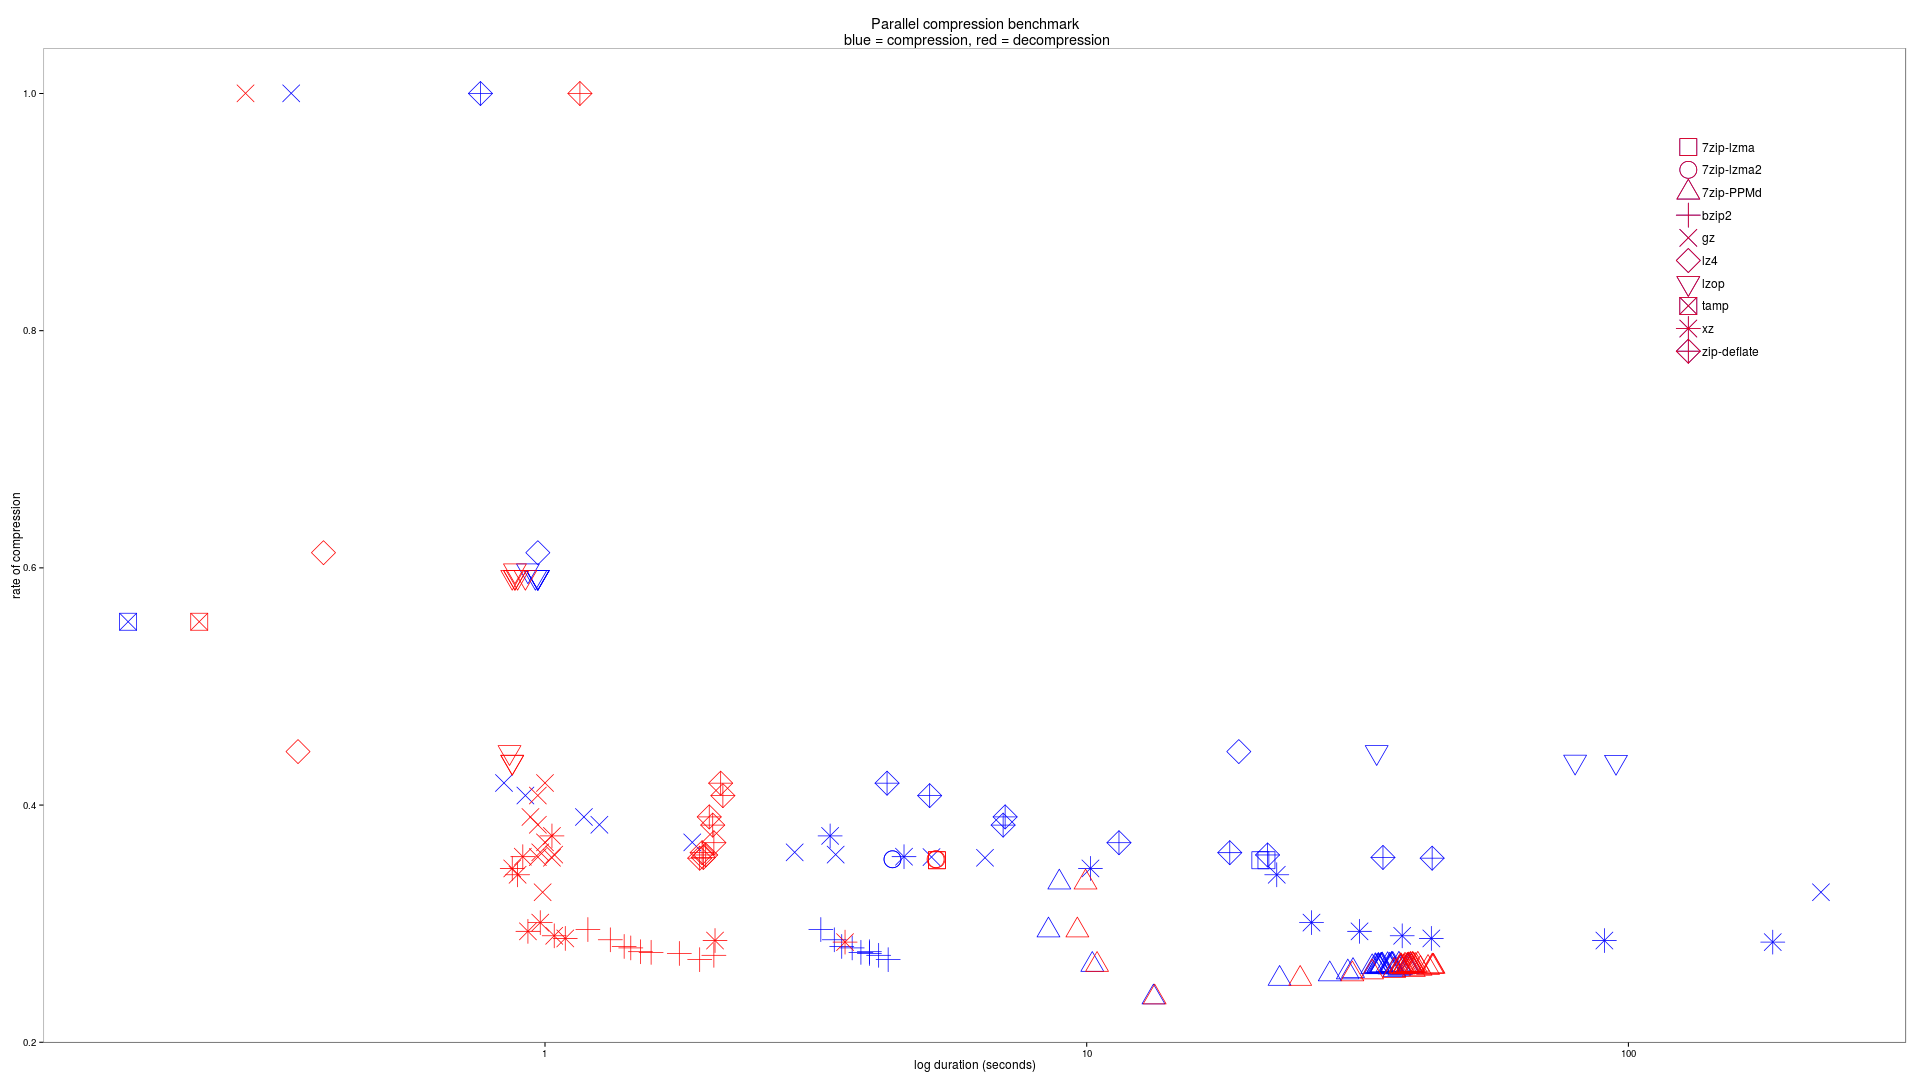 Parallel compression benchmark
blue = compression, red = decompression
1.0
0.8
0.6
0.4
0.2
rate of compression
7zip-lzma
7zip-lzma2
7zip-PPMd
bzip2
gz
lz4
lzop
tamp
xz
zip-deflate
1
10
100
log duration (seconds)